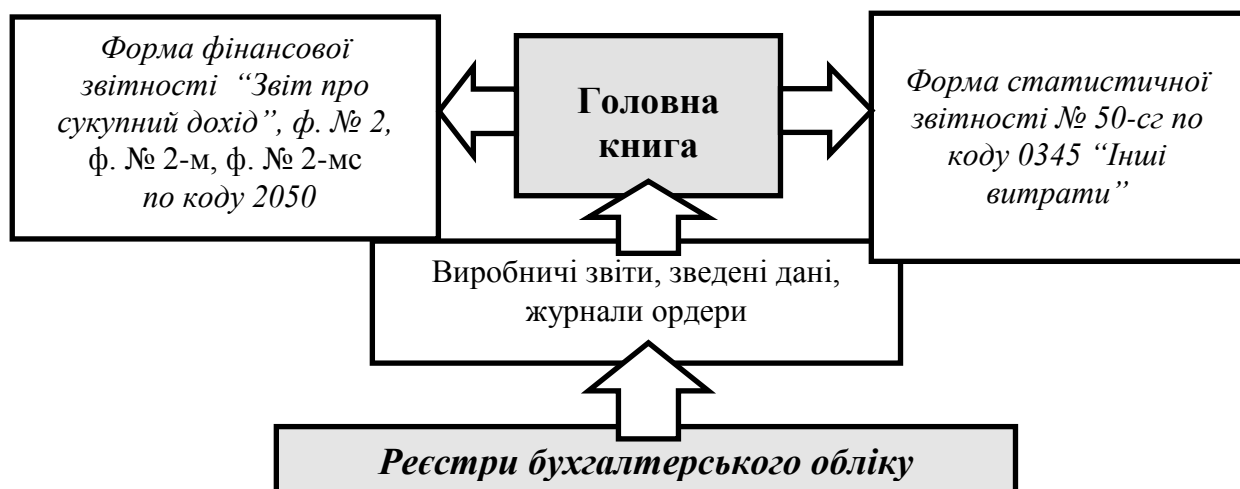 Форма фінансової
звітності “Звіт про
сукупний дохід”, ф. № 2,
ф. № 2-м, ф. № 2-мс
по коду 2050
Головна
книга
Форма статистичної
звітності № 50-сг по
коду 0345 “Інші
витрати”
Виробничі звіти, зведені дані,
журнали ордери
Реєстри бухгалтерського обліку